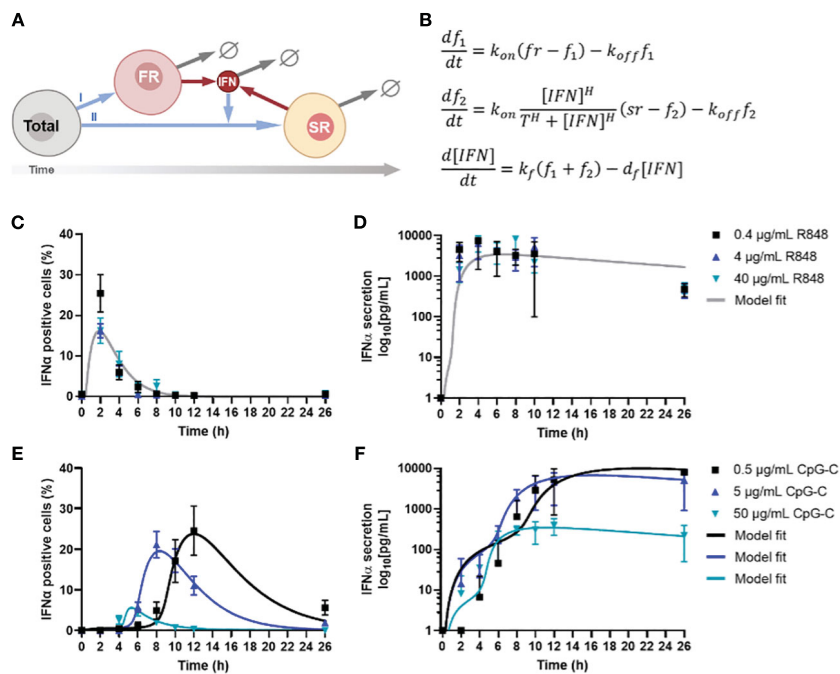 A
FR
IFN
∅
∅
∅
I
II
Total
SR
Time
B
df₁/dt = kₒₙ(fr − f₁) − kₒff f₁
df₂/dt = kₒₙ [IFN]ᴴ/(Tᴴ + [IFN]ᴴ) (sr − f₂) − kₒff f₂
d[IFN]/dt = k_f(f₁ + f₂) − d_f[IFN]
C
IFNα positive cells (%)
40
30
20
10
0
0 2 4 6 8 10 12 14 16 18 20 22 24 26
Time (h)
D
IFNα secretion
log₁₀[pg/mL]
10000
1000
100
10
1
0 2 4 6 8 10 12 14 16 18 20 22 24 26
Time (h)
0.4 µg/mL R848
4 µg/mL R848
40 µg/mL R848
Model fit
E
IFNα positive cells (%)
40
30
20
10
0
0 2 4 6 8 10 12 14 16 18 20 22 24 26
Time (h)
F
IFNα secretion
log₁₀[pg/mL]
10000
1000
100
10
1
0 2 4 6 8 10 12 14 16 18 20 22 24 26
Time (h)
0.5 µg/mL CpG-C
5 µg/mL CpG-C
50 µg/mL CpG-C
Model fit
Model fit
Model fit